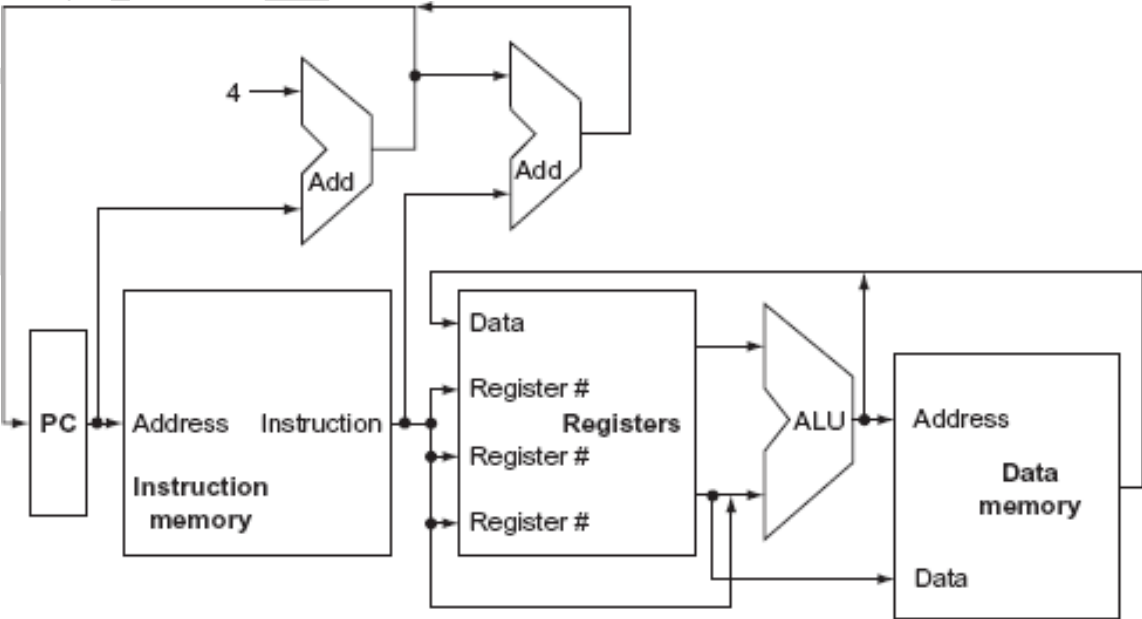 4
Add
Add
Data
Register #
PC
Address
Instruction
Registers
ALU
Address
Register #
Instruction
memory
Data
memory
Register #
Data